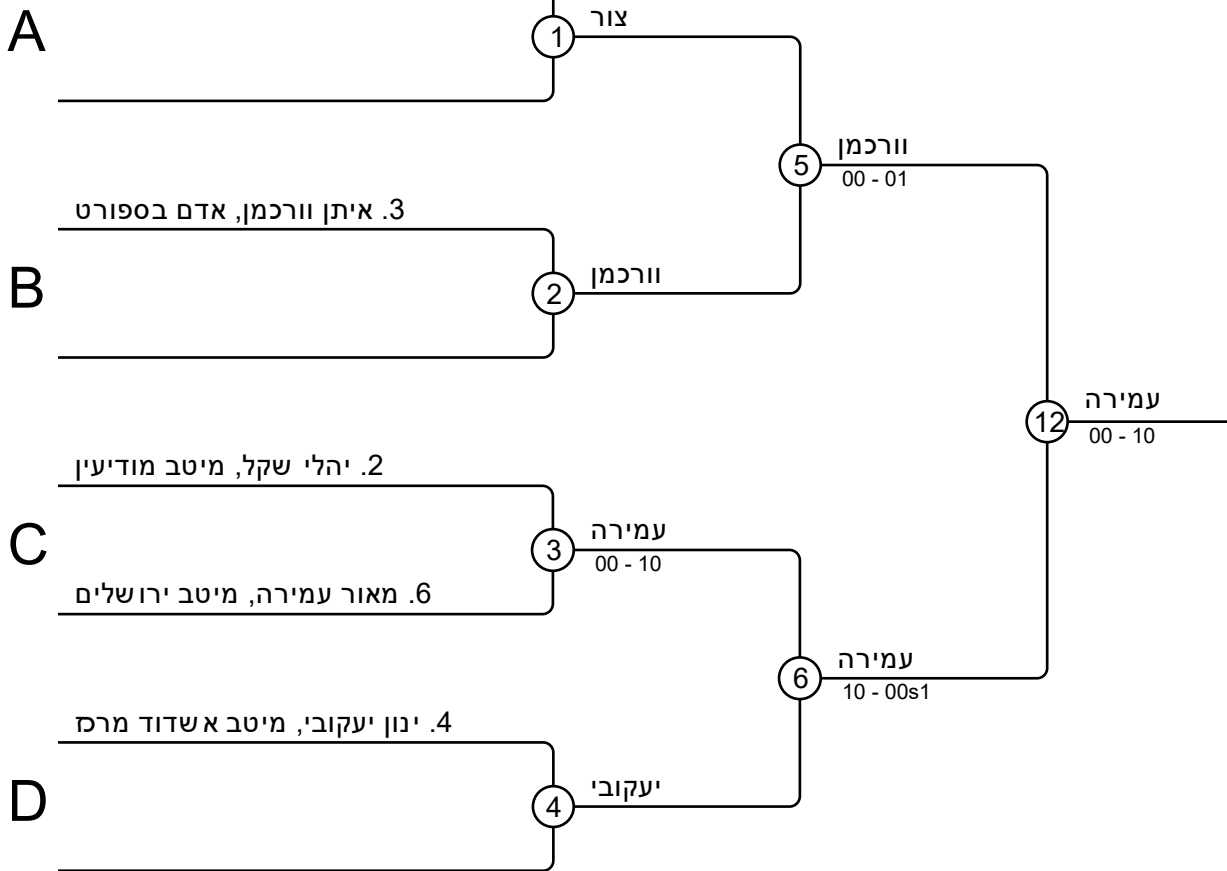 A
1
צור
5
וורכמן
00 - 01
3. איתן וורכמן, אדם בספורט
B
2
וורכמן
12
עמירה
00 - 10
2. יהלי שקל, מיטב מודיעין
C
3
עמירה
00 - 10
6. מאור עמירה, מיטב ירושלים
6
עמירה
10 - 00s1
4. ינון יעקובי, מיטב אשדוד מרכז
D
4
יעקובי